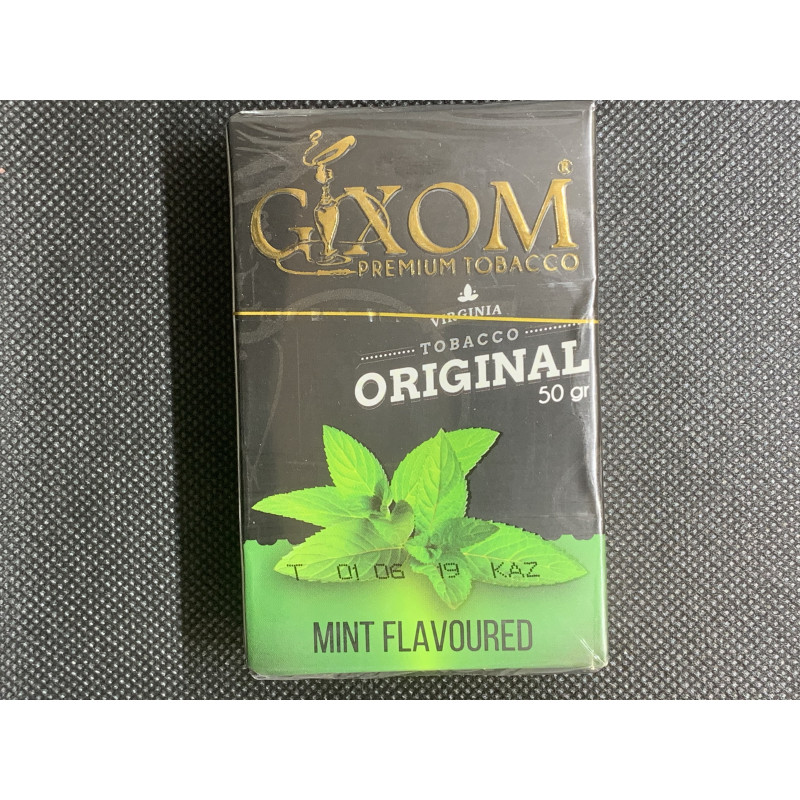 GIXOM®
PREMIUM TOBACCO
VIRGINIA
TOBACCO
ORIGINAL
50 gr
T 01 06 19 KAZ
MINT FLAVOURED